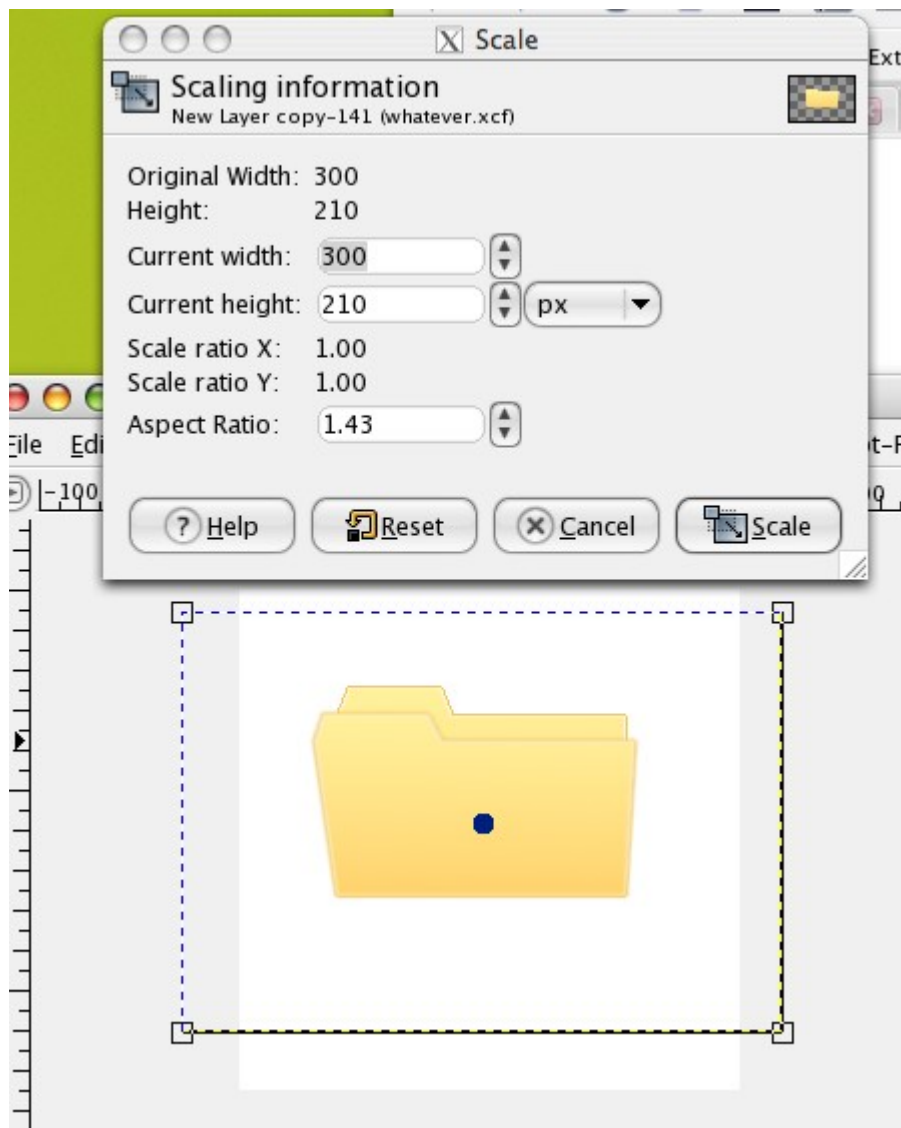 X Scale
Ext
Scaling information
New Layer copy-141 (whatever.xcf)
Original Width: 300
Height: 210
Current width: 300
Current height: 210 px
Scale ratio X: 1.00
Scale ratio Y: 1.00
Aspect Ratio: 1.43
File Edi
-100
? Help Reset Cancel Scale